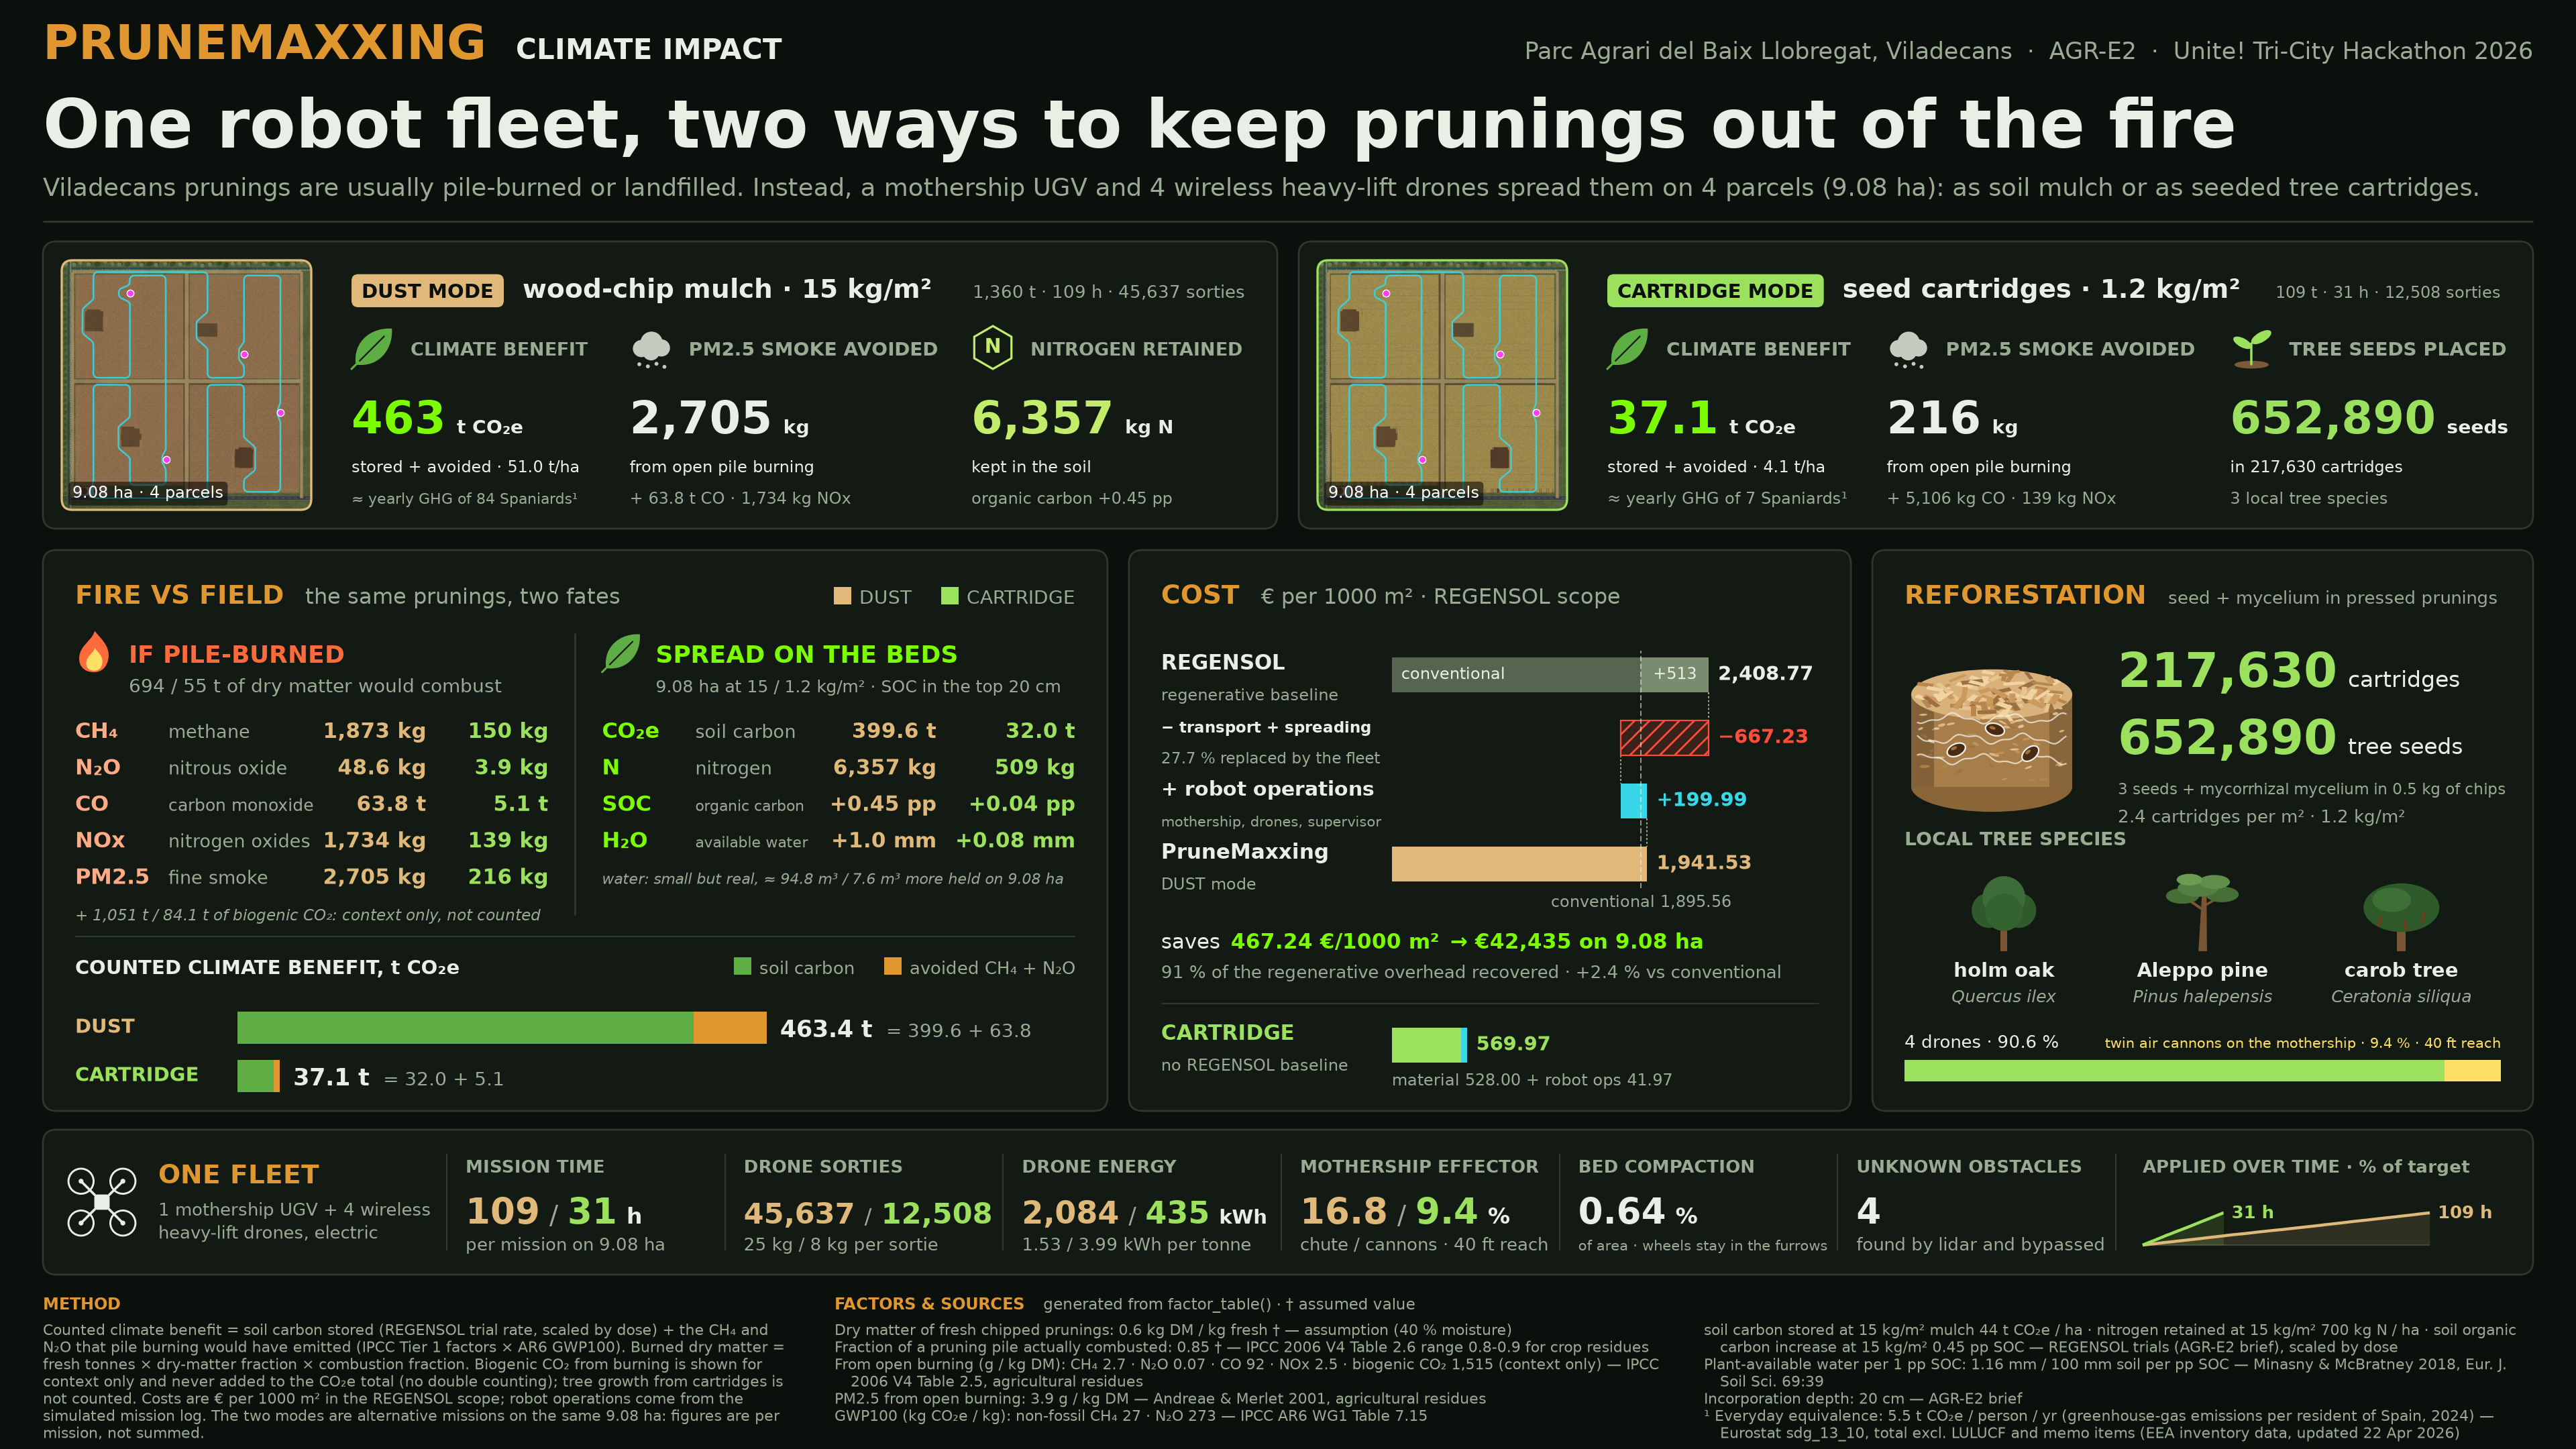 PRUNEMAXXING CLIMATE IMPACT
Parc Agrari del Baix Llobregat, Viladecans · AGR-E2 · Unite! Tri-City Hackathon 2026
One robot fleet, two ways to keep prunings out of the fire
Viladecans prunings are usually pile-burned or landfilled. Instead, a mothership UGV and 4 wireless heavy-lift drones spread them on 4 parcels (9.08 ha): as soil mulch or as seeded tree cartridges.
9.08 ha · 4 parcels
DUST MODE wood-chip mulch · 15 kg/m² 1,360 t · 109 h · 45,637 sorties
CLIMATE BENEFIT
463 t CO₂e
stored + avoided · 51.0 t/ha
≈ yearly GHG of 84 Spaniards¹
PM2.5 SMOKE AVOIDED
2,705 kg
from open pile burning
+ 63.8 t CO · 1,734 kg NOx
N
NITROGEN RETAINED
6,357 kg N
kept in the soil
organic carbon +0.45 pp
9.08 ha · 4 parcels
CARTRIDGE MODE seed cartridges · 1.2 kg/m² 109 t · 31 h · 12,508 sorties
CLIMATE BENEFIT
37.1 t CO₂e
stored + avoided · 4.1 t/ha
≈ yearly GHG of 7 Spaniards¹
PM2.5 SMOKE AVOIDED
216 kg
from open pile burning
+ 5,106 kg CO · 139 kg NOx
TREE SEEDS PLACED
652,890 seeds
in 217,630 cartridges
3 local tree species
FIRE VS FIELD the same prunings, two fates
DUST CARTRIDGE
IF PILE-BURNED
694 / 55 t of dry matter would combust
CH₄ methane 1,873 kg 150 kg
N₂O nitrous oxide 48.6 kg 3.9 kg
CO carbon monoxide 63.8 t 5.1 t
NOx nitrogen oxides 1,734 kg 139 kg
PM2.5 fine smoke 2,705 kg 216 kg
+ 1,051 t / 84.1 t of biogenic CO₂: context only, not counted
SPREAD ON THE BEDS
9.08 ha at 15 / 1.2 kg/m² · SOC in the top 20 cm
CO₂e soil carbon 399.6 t 32.0 t
N nitrogen 6,357 kg 509 kg
SOC organic carbon +0.45 pp +0.04 pp
H₂O available water +1.0 mm +0.08 mm
water: small but real, ≈ 94.8 m³ / 7.6 m³ more held on 9.08 ha
COUNTED CLIMATE BENEFIT, t CO₂e
soil carbon avoided CH₄ + N₂O
DUST 463.4 t = 399.6 + 63.8
CARTRIDGE 37.1 t = 32.0 + 5.1
COST € per 1000 m² · REGENSOL scope
REGENSOL
regenerative baseline
conventional +513 2,408.77
− transport + spreading
27.7 % replaced by the fleet
−667.23
+ robot operations
mothership, drones, supervisor
+199.99
PruneMaxxing
DUST mode
1,941.53
conventional 1,895.56
saves 467.24 €/1000 m² → €42,435 on 9.08 ha
91 % of the regenerative overhead recovered · +2.4 % vs conventional
CARTRIDGE
no REGENSOL baseline
569.97
material 528.00 + robot ops 41.97
REFORESTATION seed + mycelium in pressed prunings
217,630 cartridges
652,890 tree seeds
3 seeds + mycorrhizal mycelium in 0.5 kg of chips
2.4 cartridges per m² · 1.2 kg/m²
LOCAL TREE SPECIES
holm oak
Quercus ilex
Aleppo pine
Pinus halepensis
carob tree
Ceratonia siliqua
4 drones · 90.6 % twin air cannons on the mothership · 9.4 % · 40 ft reach
ONE FLEET
1 mothership UGV + 4 wireless
heavy-lift drones, electric
MISSION TIME
109 / 31 h
per mission on 9.08 ha
DRONE SORTIES
45,637 / 12,508
25 kg / 8 kg per sortie
DRONE ENERGY
2,084 / 435 kWh
1.53 / 3.99 kWh per tonne
MOTHERSHIP EFFECTOR
16.8 / 9.4 %
chute / cannons · 40 ft reach
BED COMPACTION
0.64 %
of area · wheels stay in the furrows
UNKNOWN OBSTACLES
4
found by lidar and bypassed
APPLIED OVER TIME · % of target
31 h
109 h
METHOD
Counted climate benefit = soil carbon stored (REGENSOL trial rate, scaled by dose) + the CH₄ and
N₂O that pile burning would have emitted (IPCC Tier 1 factors × AR6 GWP100). Burned dry matter =
fresh tonnes × dry-matter fraction × combustion fraction. Biogenic CO₂ from burning is shown for
context only and never added to the CO₂e total (no double counting); tree growth from cartridges is
not counted. Costs are € per 1000 m² in the REGENSOL scope; robot operations come from the
simulated mission log. The two modes are alternative missions on the same 9.08 ha: figures are per
mission, not summed.
FACTORS & SOURCES generated from factor_table() · † assumed value
Dry matter of fresh chipped prunings: 0.6 kg DM / kg fresh † — assumption (40 % moisture)
Fraction of a pruning pile actually combusted: 0.85 † — IPCC 2006 V4 Table 2.6 range 0.8-0.9 for crop residues
From open burning (g / kg DM): CH₄ 2.7 · N₂O 0.07 · CO 92 · NOx 2.5 · biogenic CO₂ 1,515 (context only) — IPCC
2006 V4 Table 2.5, agricultural residues
PM2.5 from open burning: 3.9 g / kg DM — Andreae & Merlet 2001, agricultural residues
GWP100 (kg CO₂e / kg): non-fossil CH₄ 27 · N₂O 273 — IPCC AR6 WG1 Table 7.15
soil carbon stored at 15 kg/m² mulch 44 t CO₂e / ha · nitrogen retained at 15 kg/m² 700 kg N / ha · soil organic
carbon increase at 15 kg/m² 0.45 pp SOC — REGENSOL trials (AGR-E2 brief), scaled by dose
Plant-available water per 1 pp SOC: 1.16 mm / 100 mm soil per pp SOC — Minasny & McBratney 2018, Eur. J.
Soil Sci. 69:39
Incorporation depth: 20 cm — AGR-E2 brief
¹ Everyday equivalence: 5.5 t CO₂e / person / yr (greenhouse-gas emissions per resident of Spain, 2024) —
Eurostat sdg_13_10, total excl. LULUCF and memo items (EEA inventory data, updated 22 Apr 2026)